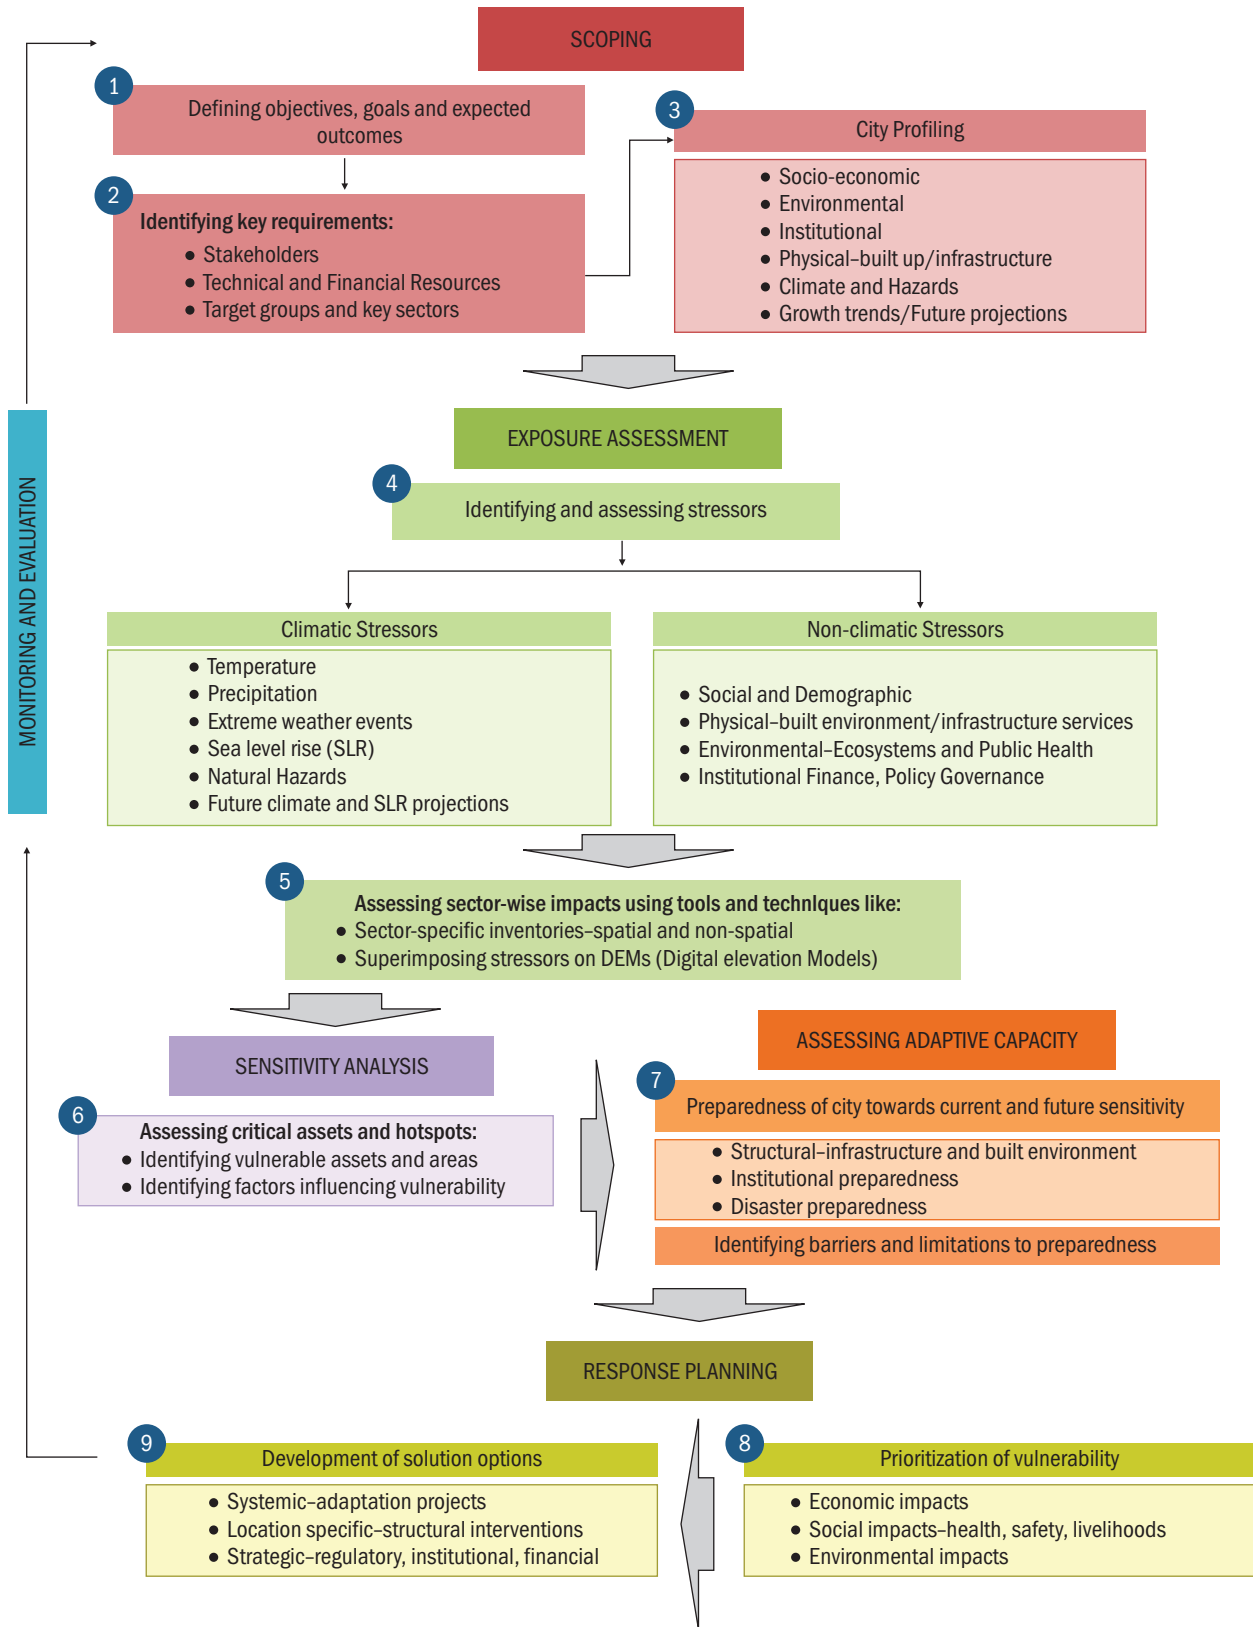 SCOPING
1
Defining objectives, goals and expected
outcomes
2
Identifying key requirements:
● Stakeholders
● Technical and Financial Resources
● Target groups and key sectors
3
City Profiling
● Socio-economic
● Environmental
● Institutional
● Physical–built up/infrastructure
● Climate and Hazards
● Growth trends/Future projections
MONITORING AND EVALUATION
EXPOSURE ASSESSMENT
4
Identifying and assessing stressors
Climatic Stressors
● Temperature
● Precipitation
● Extreme weather events
● Sea level rise (SLR)
● Natural Hazards
● Future climate and SLR projections
Non-climatic Stressors
● Social and Demographic
● Physical–built environment/infrastructure services
● Environmental–Ecosystems and Public Health
● Institutional Finance, Policy Governance
5
Assessing sector-wise impacts using tools and technIques like:
● Sector-specific inventories–spatial and non-spatial
● Superimposing stressors on DEMs (Digital elevation Models)
SENSITIVITY ANALYSIS
6
Assessing critical assets and hotspots:
● Identifying vulnerable assets and areas
● Identifying factors influencing vulnerability
ASSESSING ADAPTIVE CAPACITY
7
Preparedness of city towards current and future sensitivity
● Structural–infrastructure and built environment
● Institutional preparedness
● Disaster preparedness
Identifying barriers and limitations to preparedness
RESPONSE PLANNING
8
Prioritization of vulnerability
● Economic impacts
● Social impacts–health, safety, livelihoods
● Environmental impacts
9
Development of solution options
● Systemic–adaptation projects
● Location specific–structural interventions
● Strategic–regulatory, institutional, financial